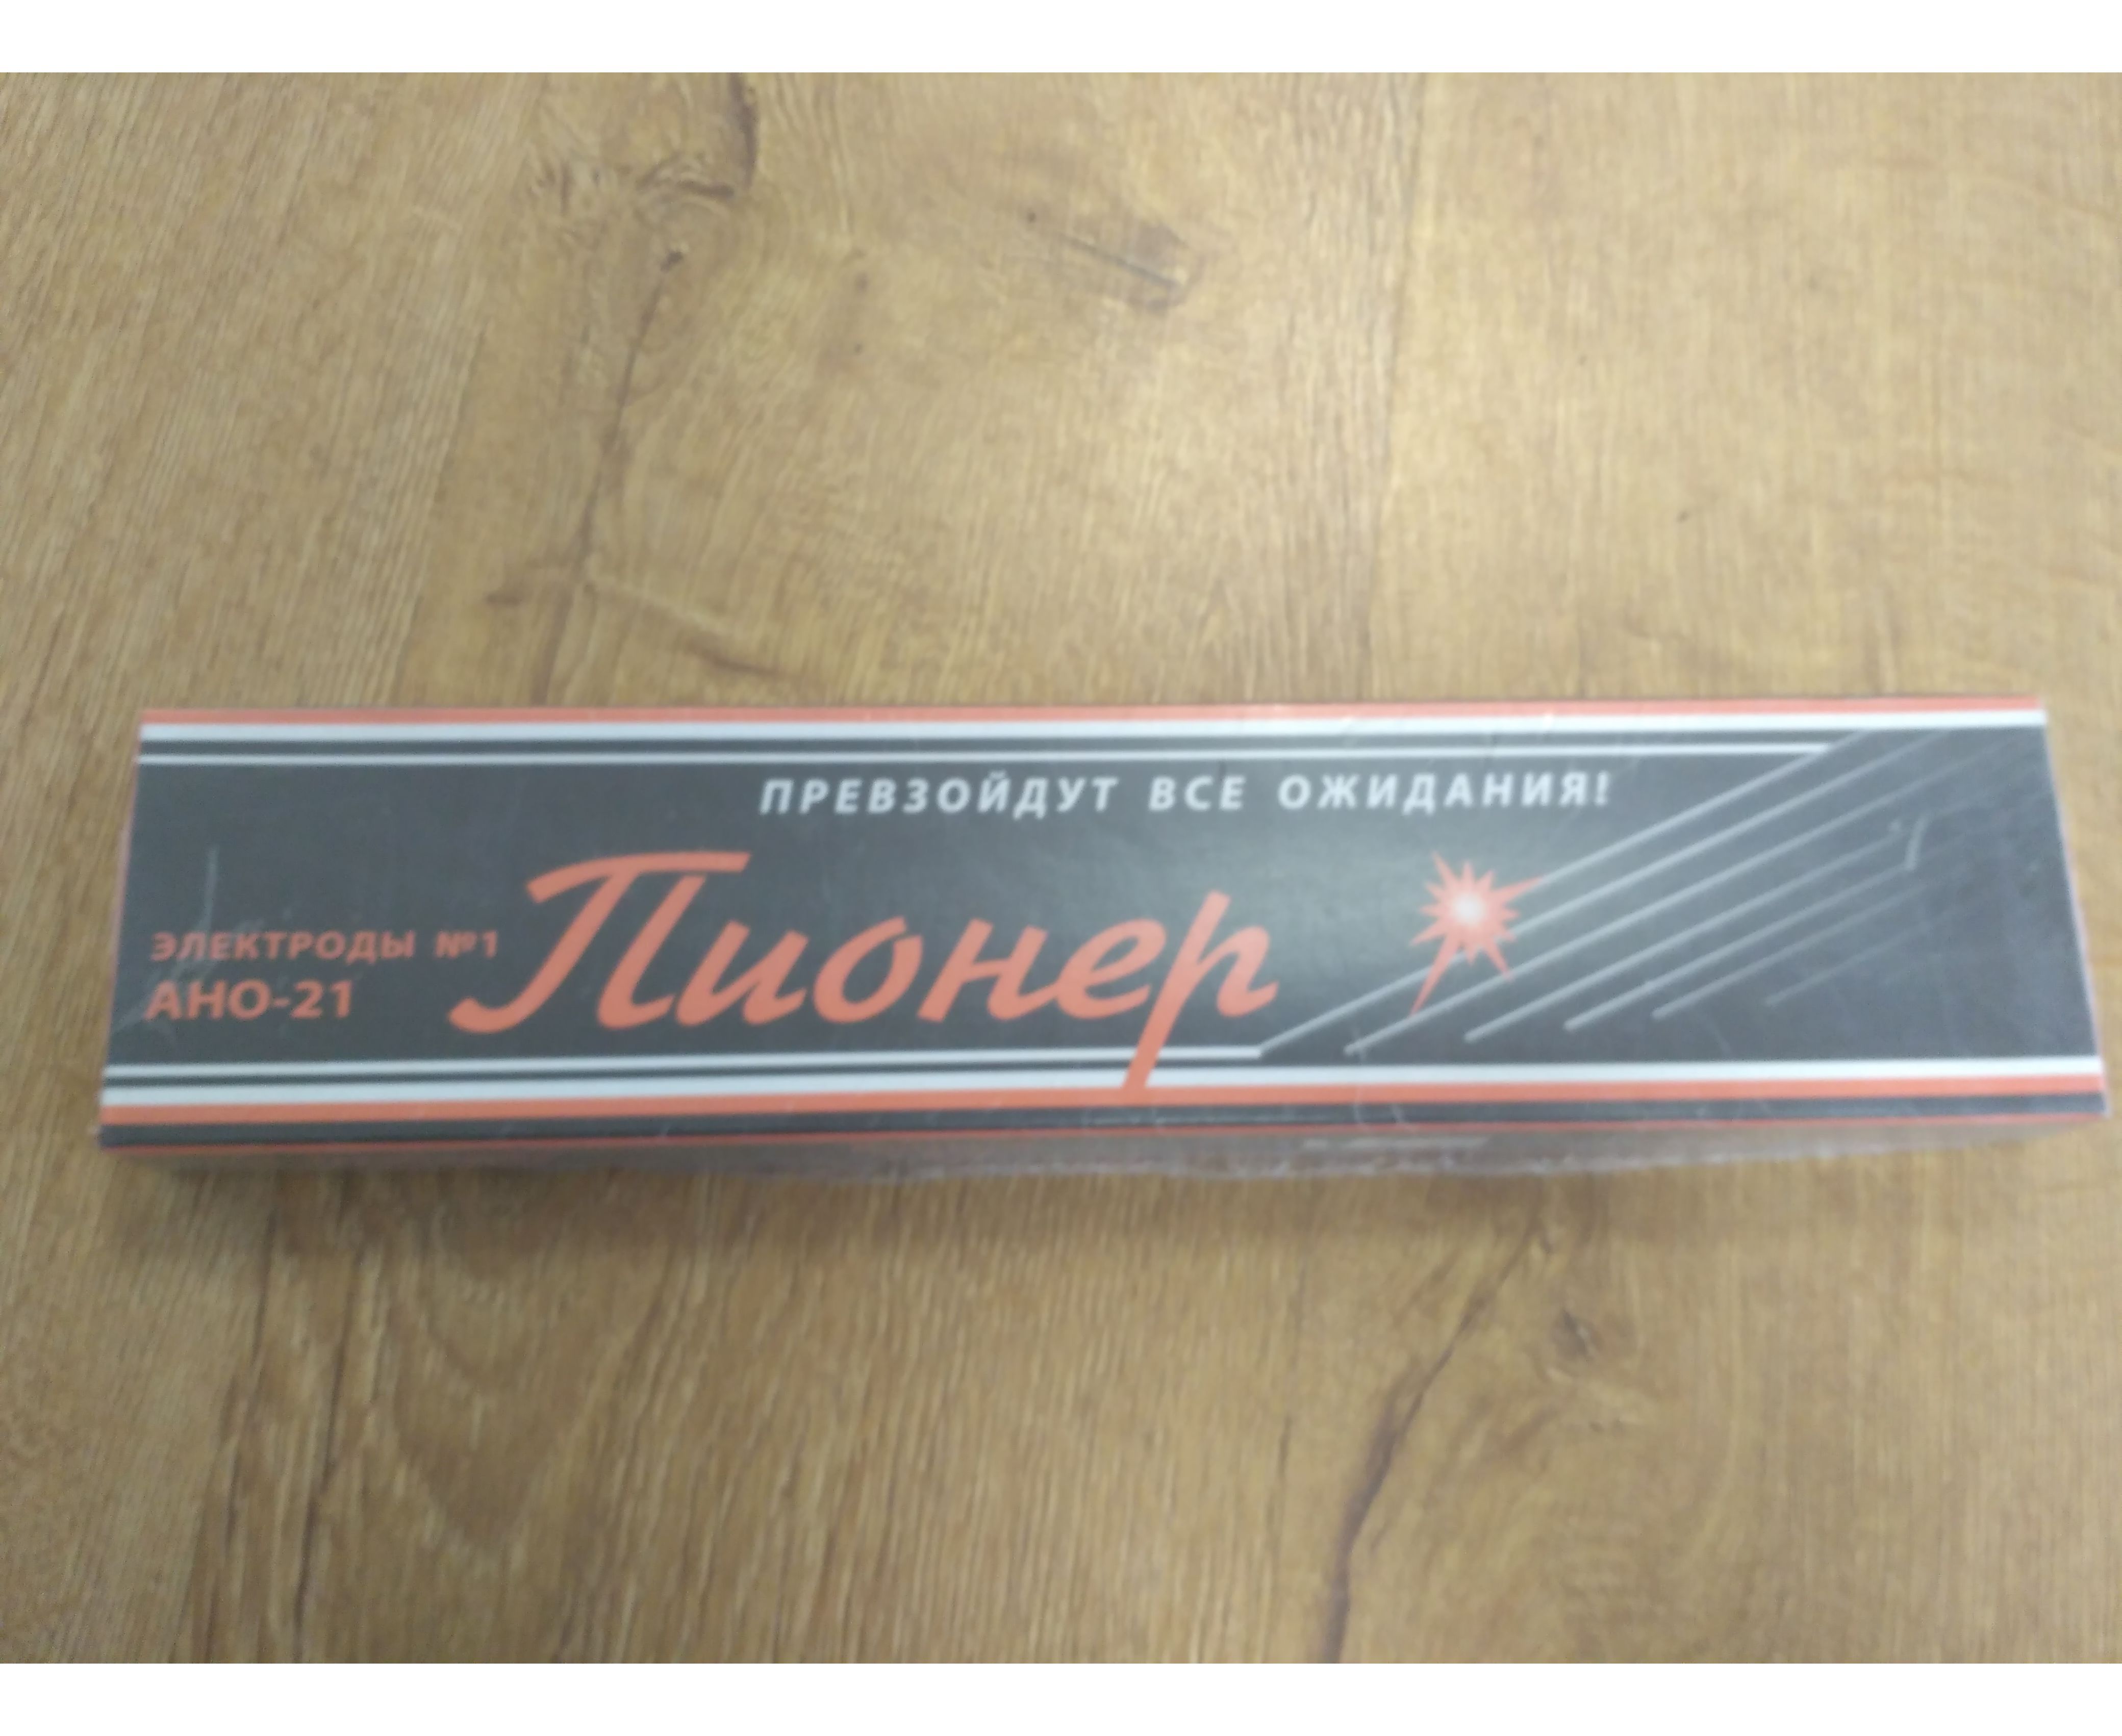 ПРЕВЗОЙДУТ ВСЕ ОЖИДАНИЯ!
ЭЛЕКТРОДЫ №1
АНО-21
Пионер